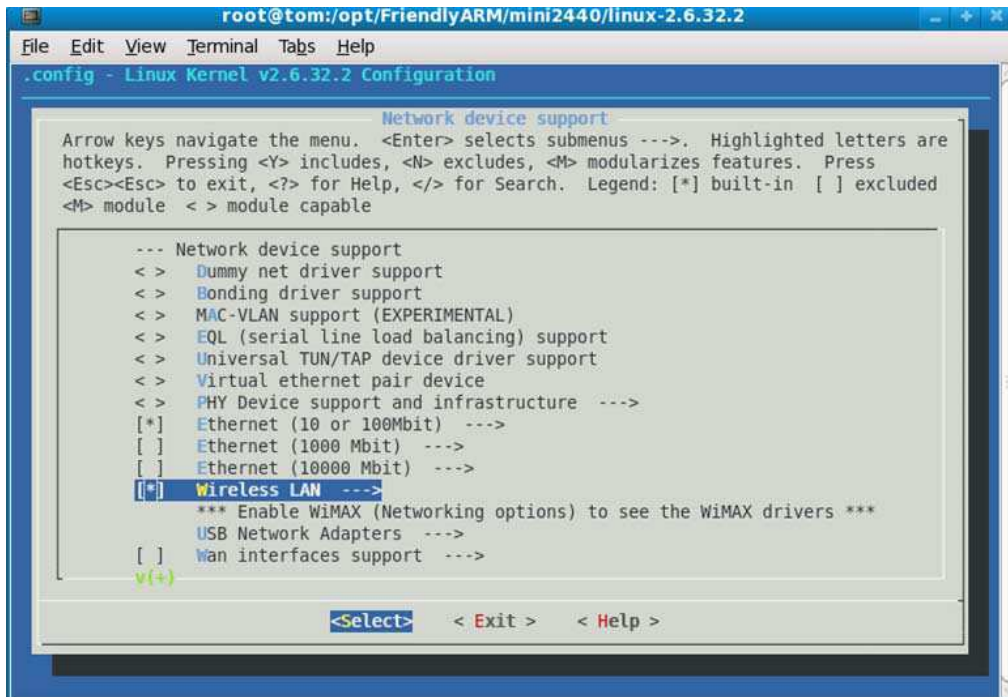 root@tom:/opt/FriendlyARM/mini2440/linux-2.6.32.2
File Edit View Terminal Tabs Help
.config - Linux Kernel v2.6.32.2 Configuration
Network device support
Arrow keys navigate the menu. <Enter> selects submenus --->. Highlighted letters are
hotkeys. Pressing <Y> includes, <N> excludes, <M> modularizes features. Press
<Esc><Esc> to exit, <?> for Help, </> for Search. Legend: [*] built-in [ ] excluded
<M> module < > module capable
--- Network device support
< > Dummy net driver support
< > Bonding driver support
< > MAC-VLAN support (EXPERIMENTAL)
< > EQL (serial line load balancing) support
< > Universal TUN/TAP device driver support
< > Virtual ethernet pair device
< > PHY Device support and infrastructure --->
[*] Ethernet (10 or 100Mbit) --->
[ ] Ethernet (1000 Mbit) --->
[ ] Ethernet (10000 Mbit) --->
[*] Wireless LAN --->
*** Enable WiMAX (Networking options) to see the WiMAX drivers ***
USB Network Adapters --->
[ ] Wan interfaces support --->
v(+)
<Select> < Exit > < Help >